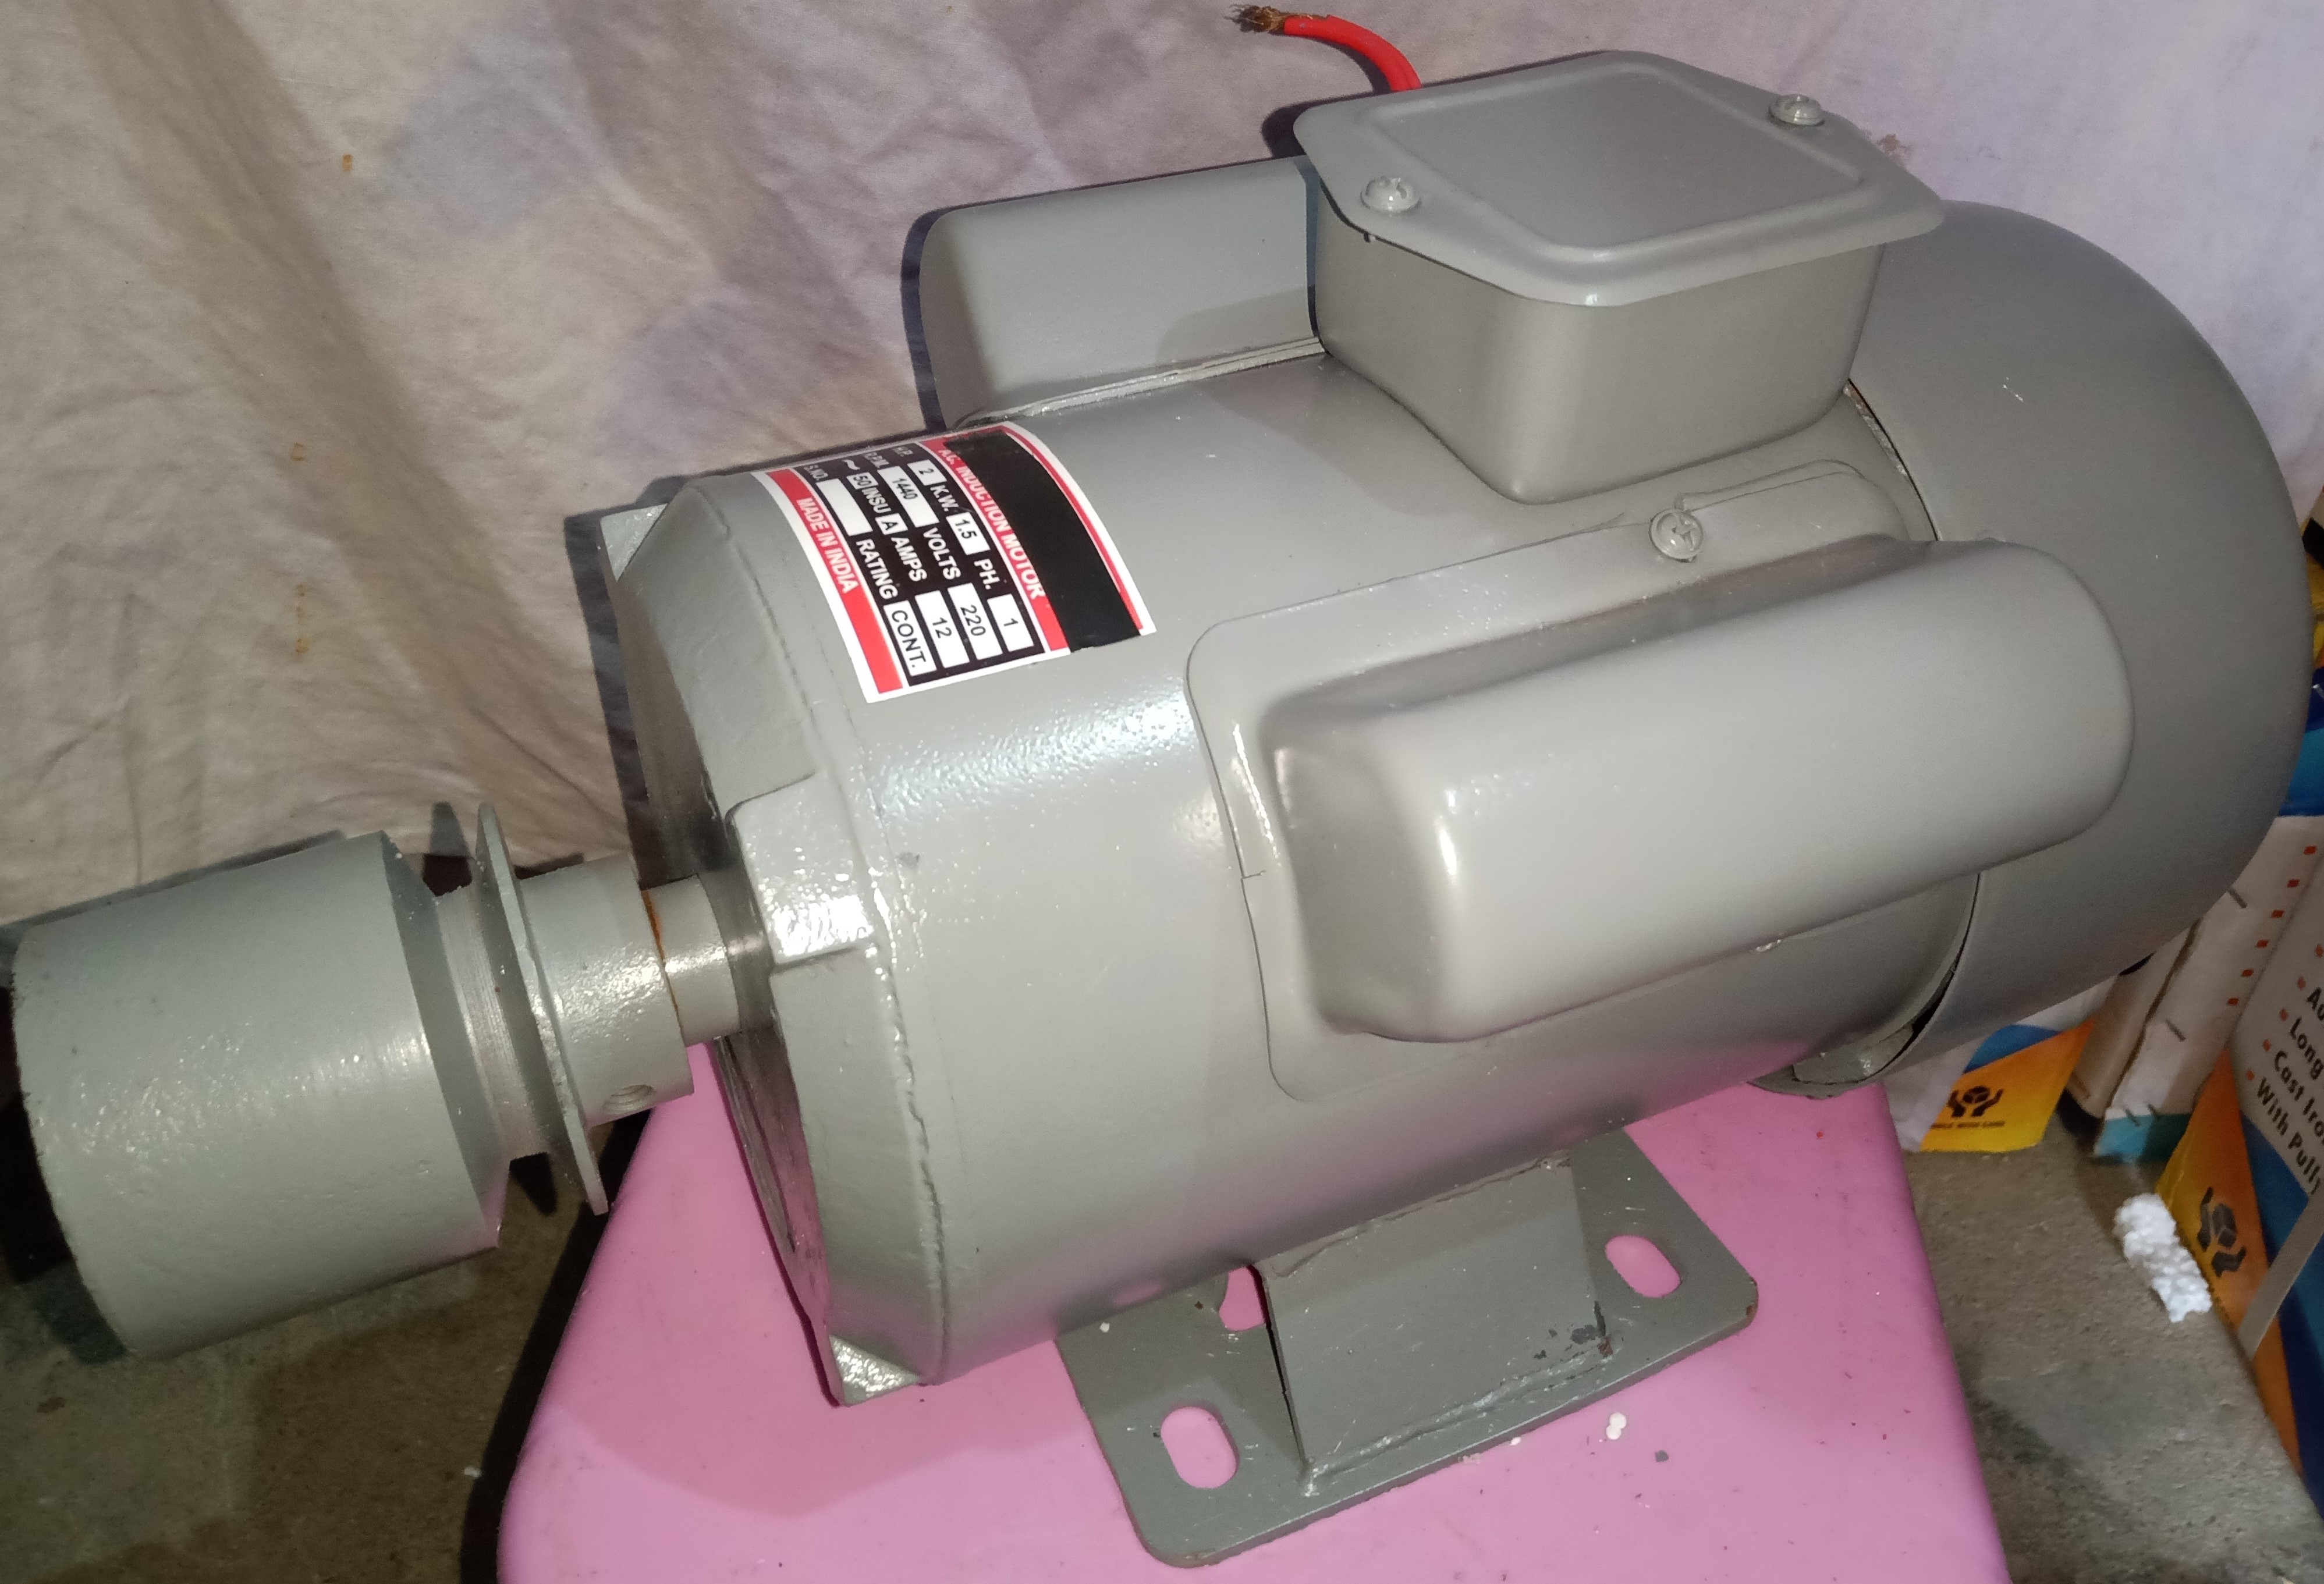 A.C. INDUCTION MOTOR
H.P. 2 K.W. 1.5 PH. 1
R.P.M. 1440 VOLTS 220
~ 50 INSU A AMPS 12
S.NO. RATING CONT.
MADE IN INDIA
Long
Cast Iro
With Pull